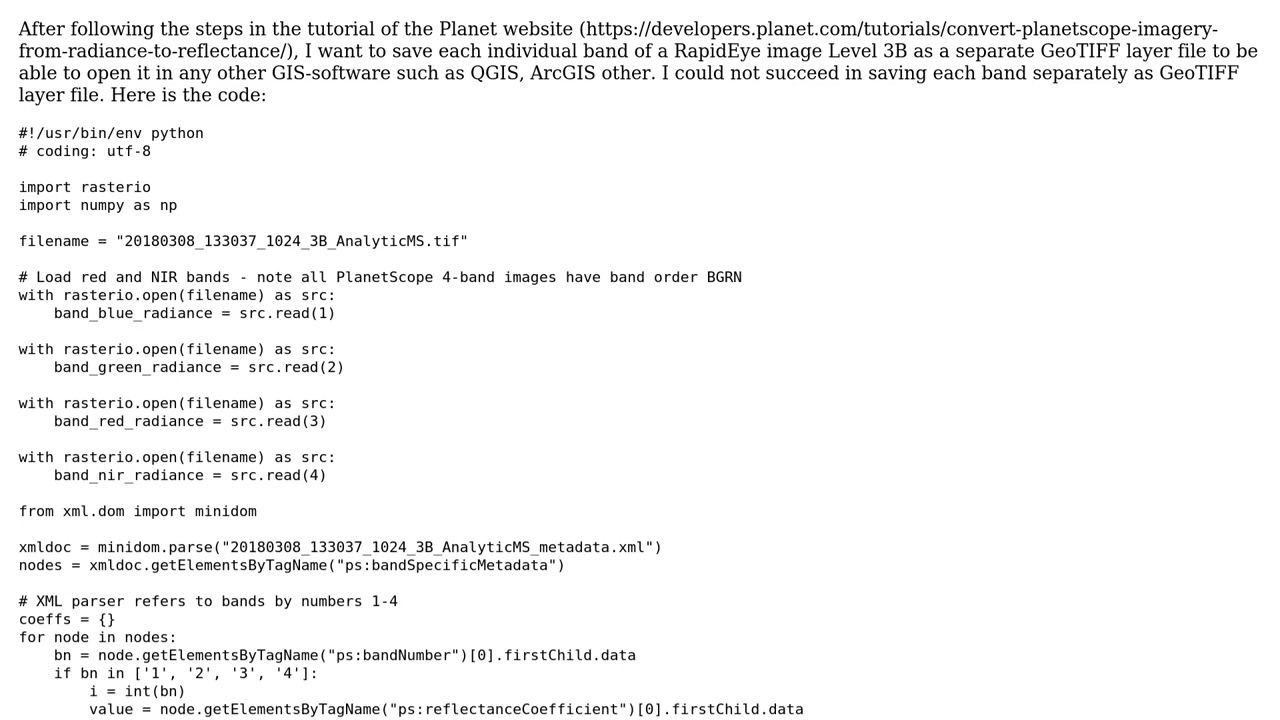 After following the steps in the tutorial of the Planet website (https://developers.planet.com/tutorials/convert-planetscope-imagery-
from-radiance-to-reflectance/), I want to save each individual band of a RapidEye image Level 3B as a separate GeoTIFF layer file to be
able to open it in any other GIS-software such as QGIS, ArcGIS other. I could not succeed in saving each band separately as GeoTIFF
layer file. Here is the code:

#!/usr/bin/env python
# coding: utf-8

import rasterio
import numpy as np

filename = "20180308_133037_1024_3B_AnalyticMS.tif"

# Load red and NIR bands - note all PlanetScope 4-band images have band order BGRN
with rasterio.open(filename) as src:
    band_blue_radiance = src.read(1)

with rasterio.open(filename) as src:
    band_green_radiance = src.read(2)

with rasterio.open(filename) as src:
    band_red_radiance = src.read(3)

with rasterio.open(filename) as src:
    band_nir_radiance = src.read(4)

from xml.dom import minidom

xmldoc = minidom.parse("20180308_133037_1024_3B_AnalyticMS_metadata.xml")
nodes = xmldoc.getElementsByTagName("ps:bandSpecificMetadata")

# XML parser refers to bands by numbers 1-4
coeffs = {}
for node in nodes:
    bn = node.getElementsByTagName("ps:bandNumber")[0].firstChild.data
    if bn in ['1', '2', '3', '4']:
        i = int(bn)
        value = node.getElementsByTagName("ps:reflectanceCoefficient")[0].firstChild.data